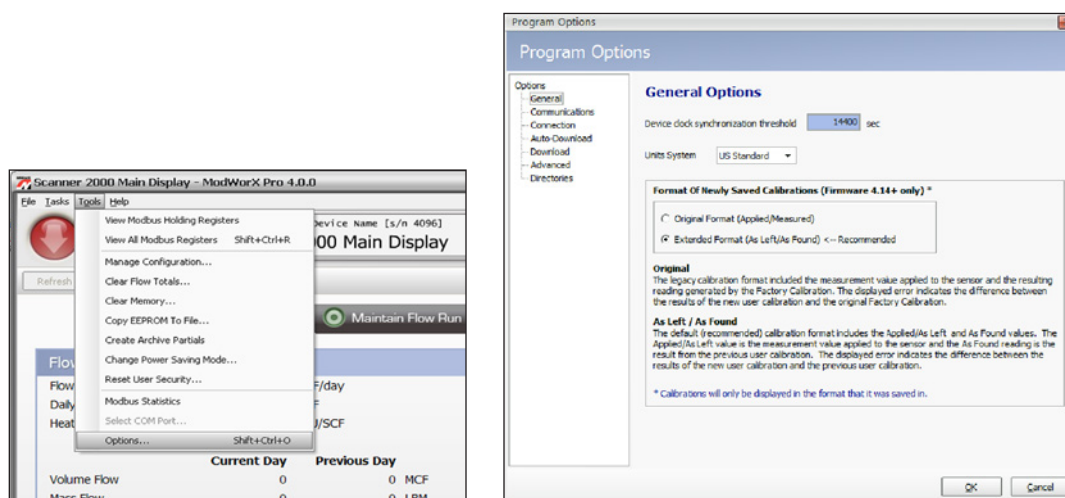 Scanner 2000 Main Display - ModWorX Pro 4.0.0
File Tasks Tools Help
Device Name [s/n 4096]
00 Main Display
Refresh
Maintain Flow Run
View Modbus Holding Registers
View All Modbus Registers Shift+Ctrl+R
Manage Configuration...
Clear Flow Totals...
Clear Memory...
Copy EEPROM To File...
Create Archive Partials
Change Power Saving Mode...
Reset User Security...
Modbus Statistics
Select COM Port...
Options... Shift+Ctrl+O
Flow
Flow F/day
Daily F
Heat J/SCF
Current Day Previous Day
Volume Flow 0 0 MCF
Mass Flow 0 0 LBM
Program Options
Program Options
Options
General
Communications
Connection
Auto-Download
Download
Advanced
Directories
General Options
Device clock synchronization threshold 14400 sec
Units System US Standard
Format Of Newly Saved Calibrations (Firmware 4.14+ only) *
Original Format (Applied/Measured)
Extended Format (As Left/As Found) <-- Recommended
Original
The legacy calibration format included the measurement value applied to the sensor and the resulting
reading generated by the Factory Calibration. The displayed error indicates the difference between
the results of the new user calibration and the original Factory Calibration.
As Left / As Found
The default (recommended) calibration format includes the Applied/As Left and As Found values. The
Applied/As Left value is the measurement value applied to the sensor and the As Found reading is the
result from the previous user calibration. The displayed error indicates the difference between the
results of the new user calibration and the previous user calibration.
* Calibrations will only be displayed in the format that it was saved in.
OK Cancel